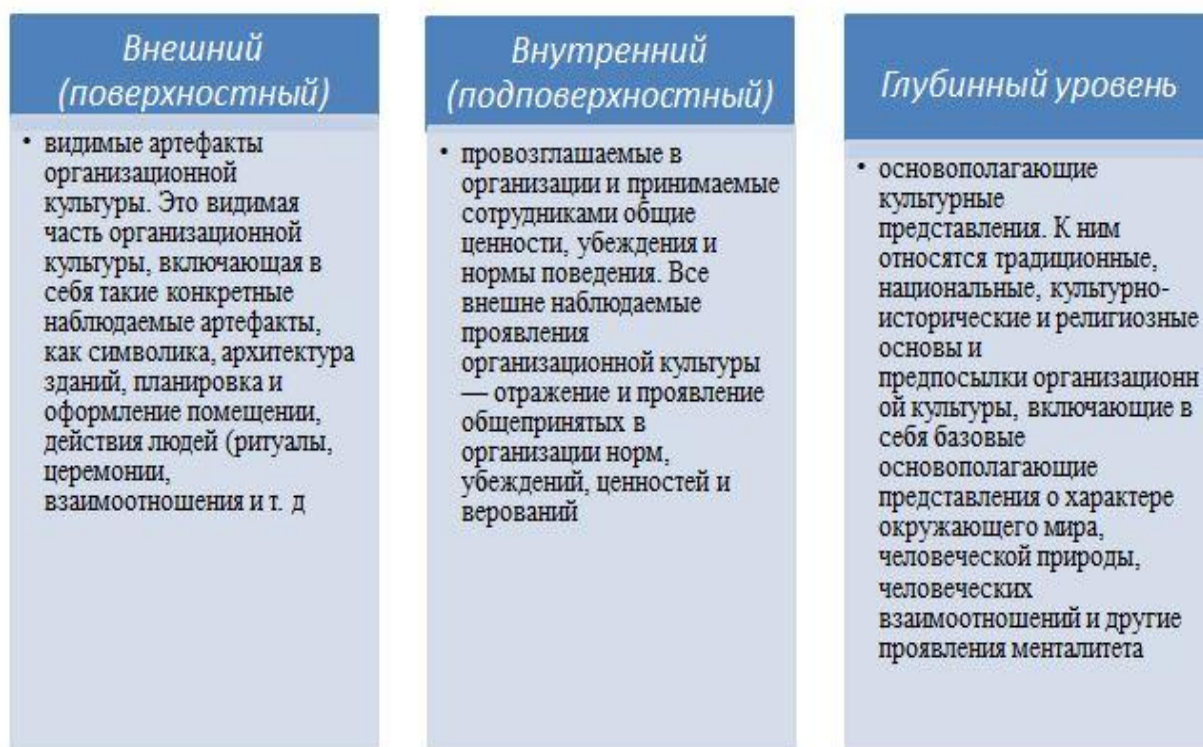 Внешний
(поверхностный)
• видимые артефакты
организационной
культуры. Это видимая
часть организационной
культуры, включающая в
себя такие конкретные
наблюдаемые артефакты,
как символика, архитектура
зданий, планировка и
оформление помещении,
действия людей (ритуалы,
церемонии,
взаимоотношения и т. д
Внутренний
(подповерхностный)
• провозглашаемые в
организации и принимаемые
сотрудниками общие
ценности, убеждения и
нормы поведения. Все
внешне наблюдаемые
проявления
организационной культуры
— отражение и проявление
общепринятых в
организации норм,
убеждений, ценностей и
верований
Глубинный уровень
• основополагающие
культурные
представления. К ним
относятся традиционные,
национальные, культурно-
исторические и религиозные
основы и
предпосылки организационн
ой культуры, включающие в
себя базовые
основополагающие
представления о характере
окружающего мира,
человеческой природы,
человеческих
взаимоотношений и другие
проявления менталитета